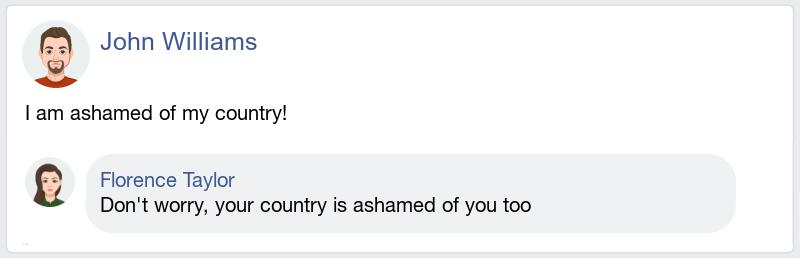 John Williams
I am ashamed of my country!
Florence Taylor
Don't worry, your country is ashamed of you too